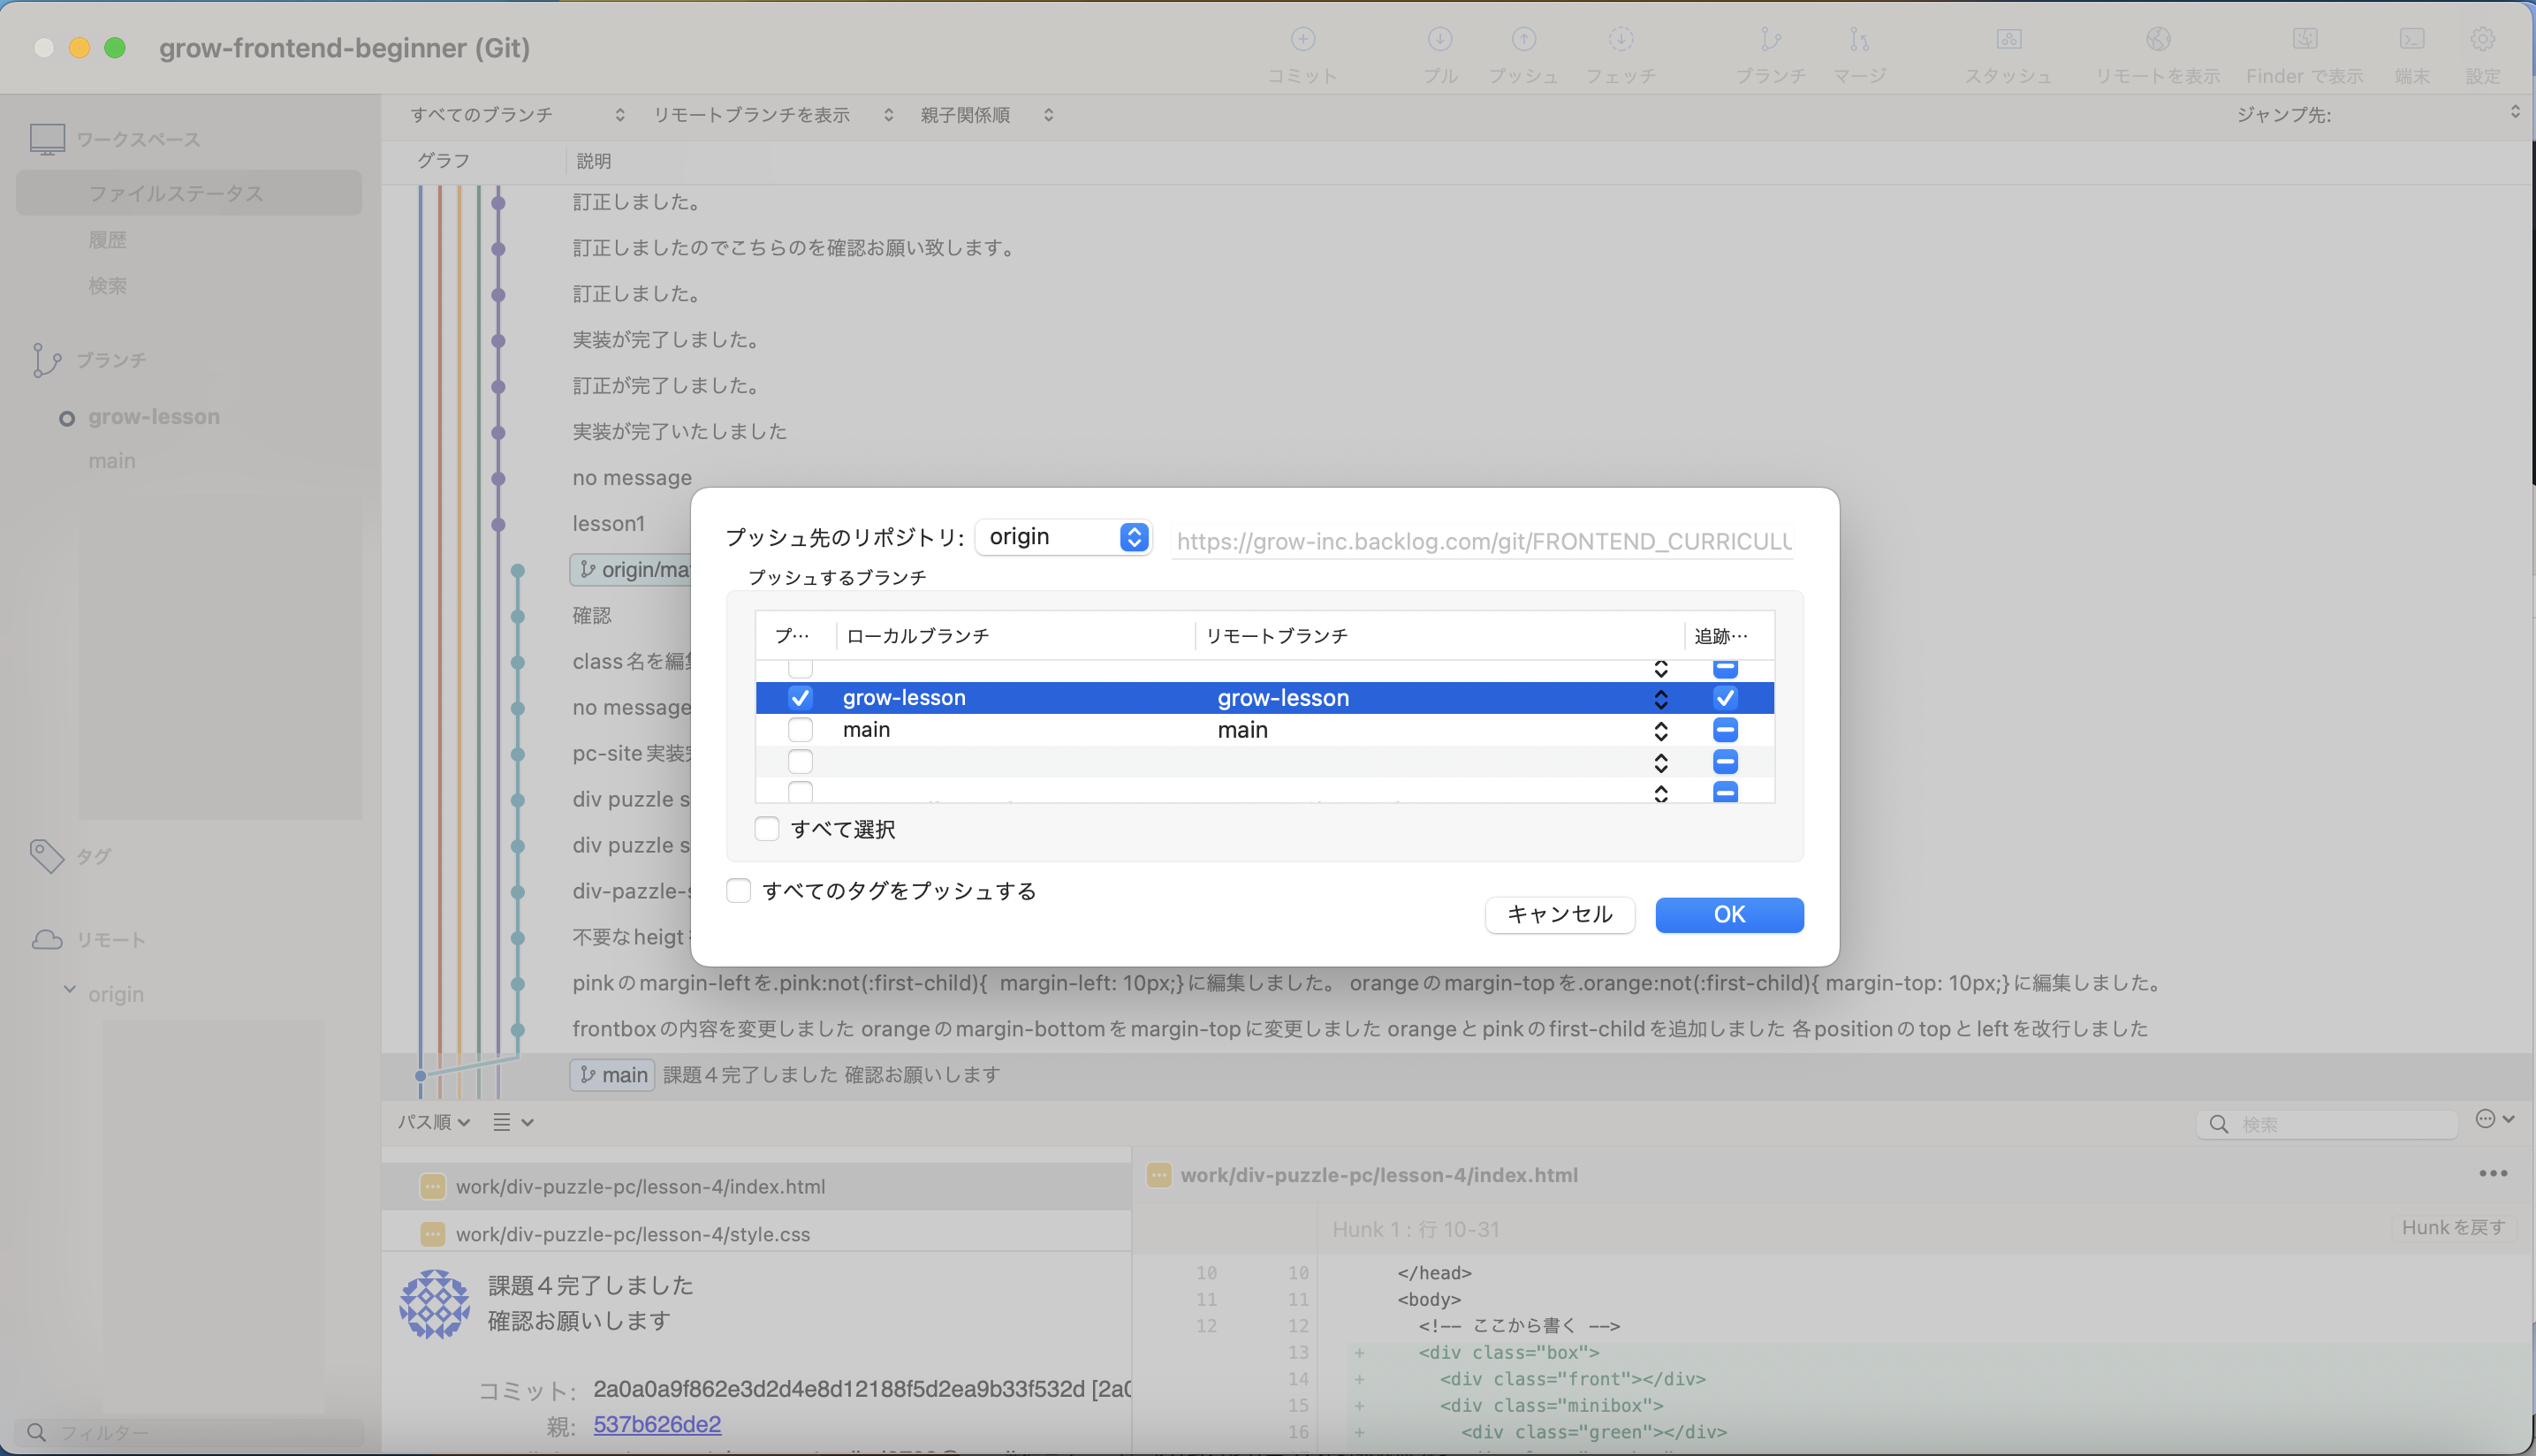 grow-frontend-beginner (Git)
コミット
プル
プッシュ
フェッチ
ブランチ
マージ
スタッシュ
リモートを表示
Finder で表示
端末
設定
ワークスペース
ファイルステータス
履歴
検索
ブランチ
grow-lesson
main
タグ
リモート
origin
フィルター
すべてのブランチ
リモートブランチを表示
親子関係順
ジャンプ先:
グラフ
説明
訂正しました。
訂正しましたのでこちらのを確認お願い致します。
訂正しました。
実装が完了しました。
訂正が完了しました。
実装が完了いたしました
no message
lesson1
origin/ma
確認
class名を編
no message
pc-site実装
div puzzle s
div puzzle s
div-pazzle-s
不要なheigt
pinkのmargin-leftを.pink:not(:first-child){ margin-left: 10px;}に編集しました。 orangeのmargin-topを.orange:not(:first-child){ margin-top: 10px;}に編集しました。
frontboxの内容を変更しました orangeのmargin-bottomをmargin-topに変更しました orangeとpinkのfirst-childを追加しました 各positionのtopとleftを改行しました
main 課題４完了しました 確認お願いします
プッシュ先のリポジトリ: origin https://grow-inc.backlog.com/git/FRONTEND_CURRICULU
プッシュするブランチ
プ… ローカルブランチ リモートブランチ 追跡…
grow-lesson grow-lesson
main main
すべて選択
すべてのタグをプッシュする
キャンセル
OK
パス順
検索
work/div-puzzle-pc/lesson-4/index.html
work/div-puzzle-pc/lesson-4/style.css
課題４完了しました
確認お願いします
コミット: 2a0a0a9f862e3d2d4e8d12188f5d2ea9b33f532d [2a0
親: 537b626de2
work/div-puzzle-pc/lesson-4/index.html
Hunk 1 : 行 10-31
Hunkを戻す
10 10 </head>
11 11 <body>
12 12 <!-- ここから書く -->
13 + <div class="box">
14 + <div class="front"></div>
15 + <div class="minibox">
16 + <div class="green"></div>